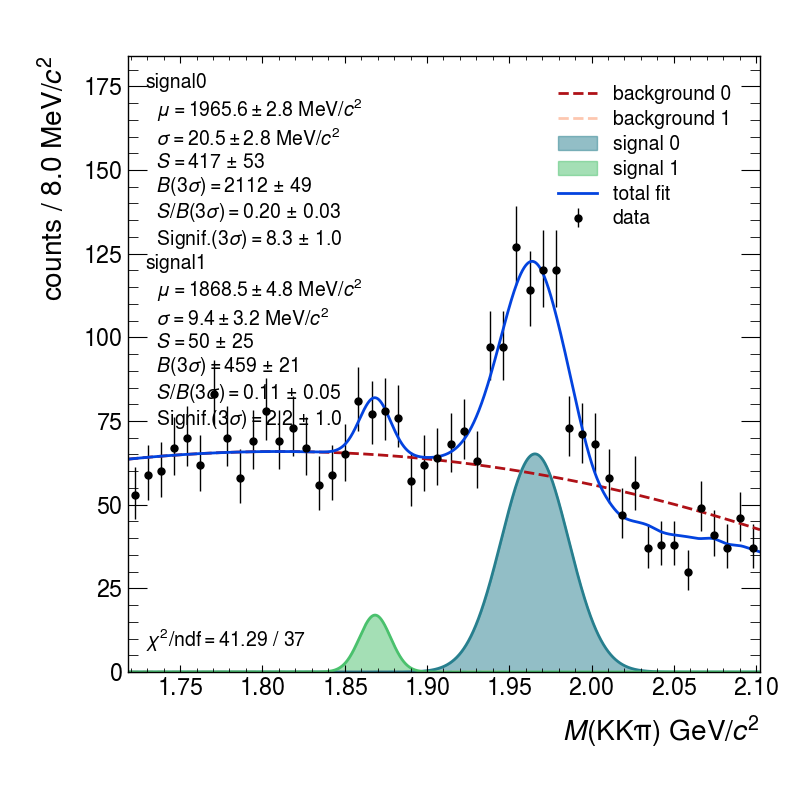 counts / 8.0 MeV/c²
175
150
125
100
75
50
25
0
signal0
μ = 1965.6 ± 2.8 MeV/c²
σ = 20.5 ± 2.8 MeV/c²
S = 417 ± 53
B(3σ) = 2112 ± 49
S/B(3σ) = 0.20 ± 0.03
Signif.(3σ) = 8.3 ± 1.0
signal1
μ = 1868.5 ± 4.8 MeV/c²
σ = 9.4 ± 3.2 MeV/c²
S = 50 ± 25
B(3σ) = 459 ± 21
S/B(3σ) = 0.11 ± 0.05
Signif.(3σ) = 2.2 ± 1.0
background 0
background 1
signal 0
signal 1
total fit
data
χ²/ndf = 41.29 / 37
1.75 1.80 1.85 1.90 1.95 2.00 2.05 2.10
M(KKπ) GeV/c²